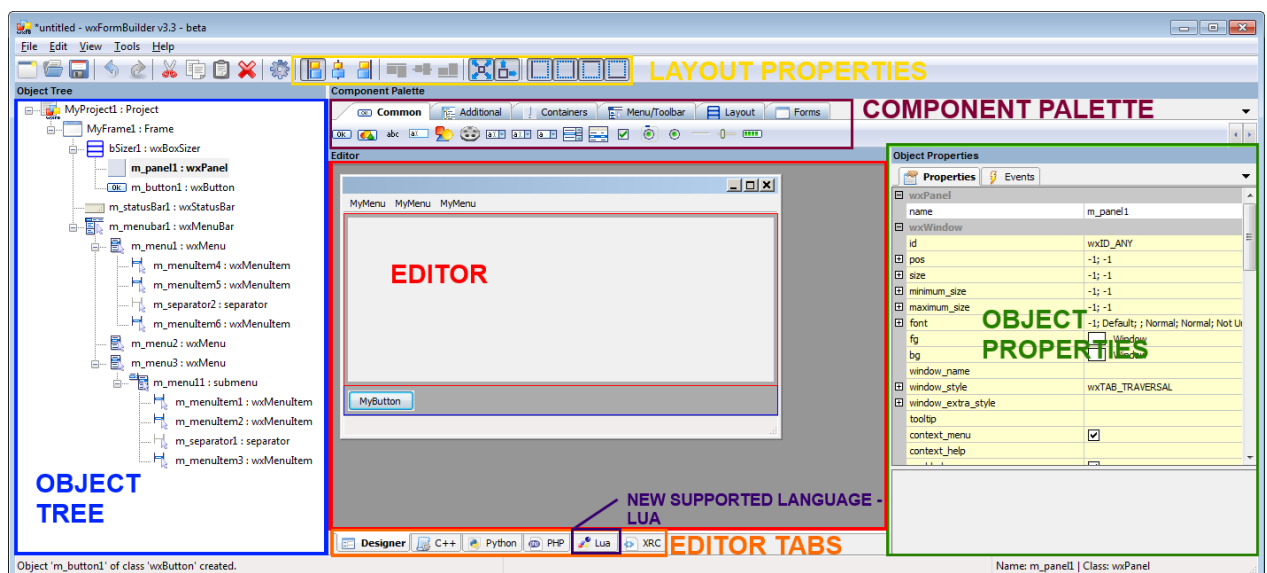 *untitled - wxFormBuilder v3.3 - beta
File Edit View Tools Help
LAYOUT PROPERTIES
Object Tree
Component Palette
MyProject1 : Project
MyFrame1 : Frame
bSizer1 : wxBoxSizer
m_panel1 : wxPanel
m_button1 : wxButton
m_statusBar1 : wxStatusBar
m_menubar1 : wxMenuBar
m_menu1 : wxMenu
m_menuItem4 : wxMenuItem
m_menuItem5 : wxMenuItem
m_separator2 : separator
m_menuItem6 : wxMenuItem
m_menu2 : wxMenu
m_menu3 : wxMenu
m_menu11 : submenu
m_menuItem1 : wxMenuItem
m_menuItem2 : wxMenuItem
m_separator1 : separator
m_menuItem3 : wxMenuItem
OBJECT
TREE
Common Additional Containers Menu/Toolbar Layout Forms
COMPONENT PALETTE
Editor
MyMenu MyMenu MyMenu
EDITOR
MyButton
NEW SUPPORTED LANGUAGE -
LUA
Designer C++ Python PHP Lua XRC
EDITOR TABS
Object Properties
Properties Events
wxPanel
name m_panel1
wxWindow
id wxID_ANY
pos -1; -1
size -1; -1
minimum_size -1; -1
maximum_size -1; -1
font -1; Default; ; Normal; Normal; Not Un
fg Window
bg Window
window_name
window_style wxTAB_TRAVERSAL
window_extra_style
tooltip
context_menu
context_help
OBJECT
PROPERTIES
Object 'm_button1' of class 'wxButton' created.
Name: m_panel1 | Class: wxPanel